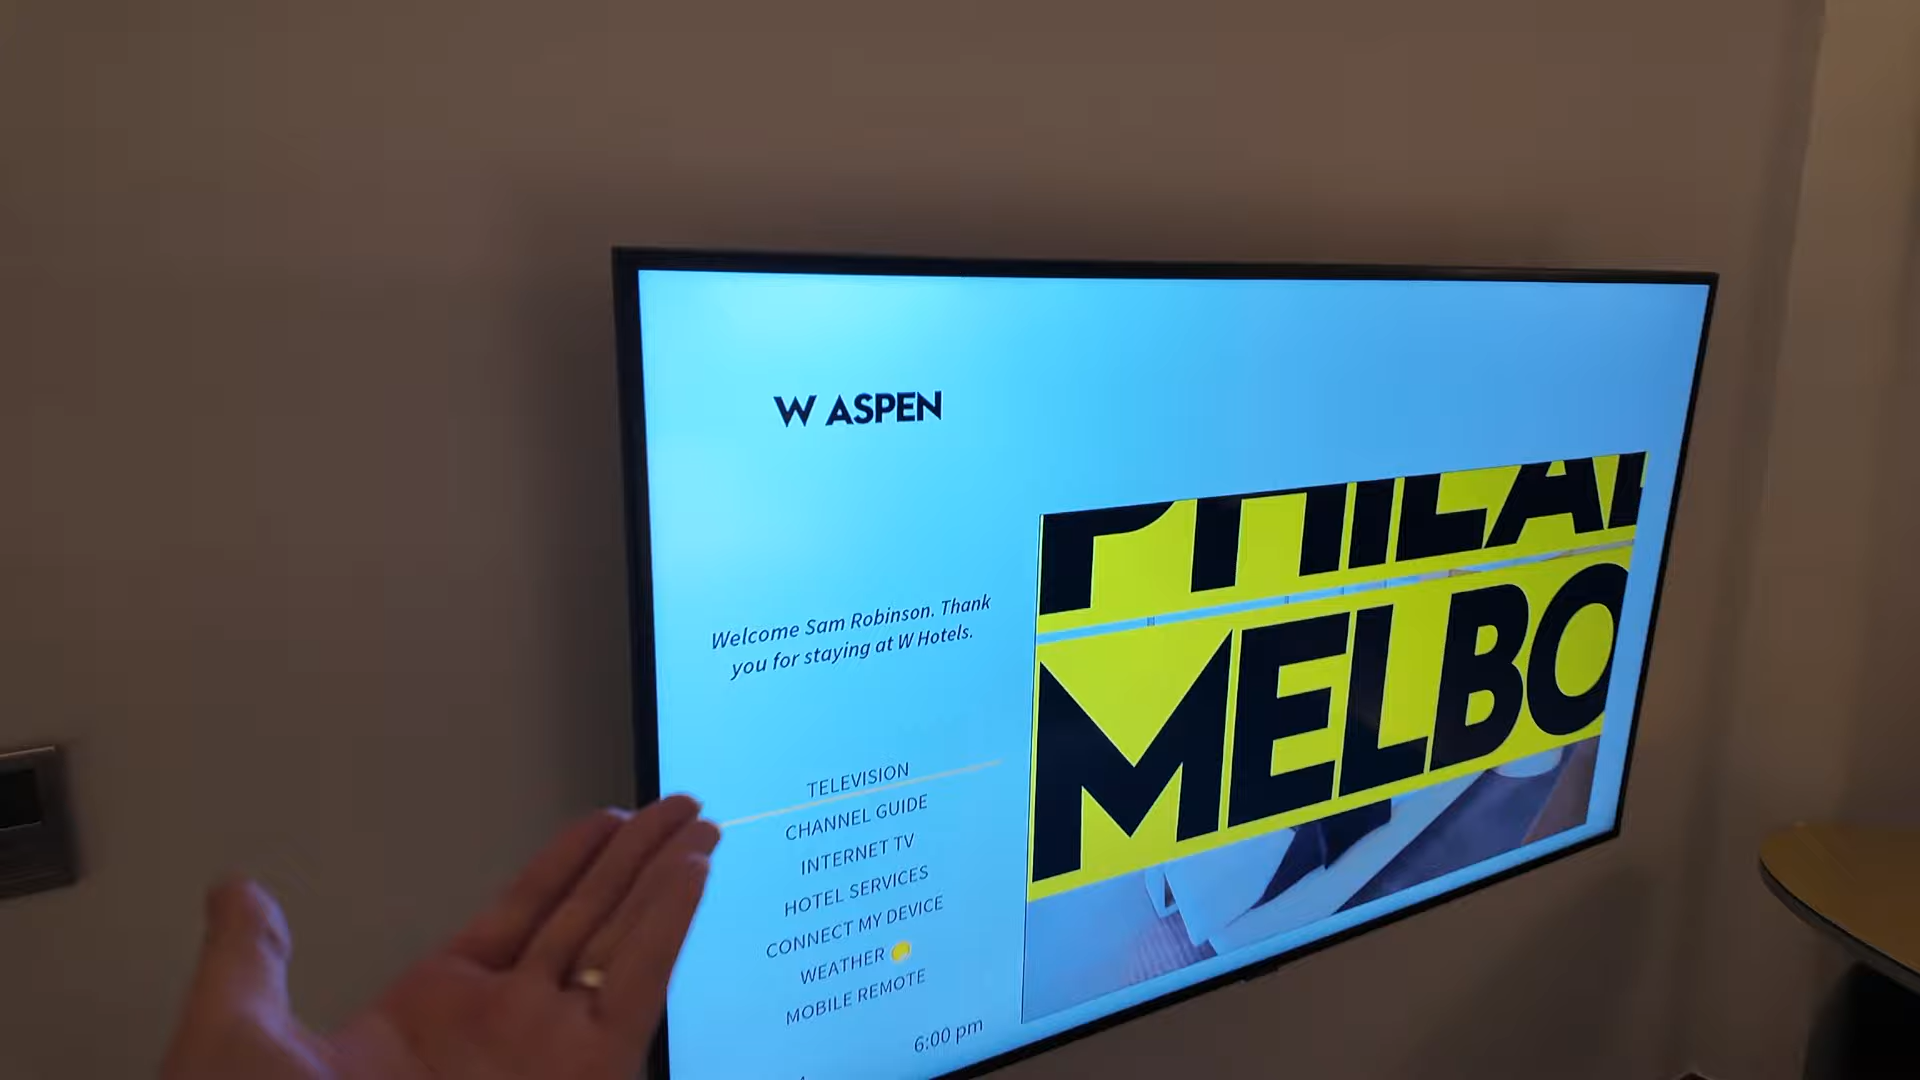 W ASPEN
Welcome Sam Robinson. Thank
you for staying at W Hotels.
TELEVISION
CHANNEL GUIDE
INTERNET TV
HOTEL SERVICES
CONNECT MY DEVICE
WEATHER
MOBILE REMOTE
6:00 pm
PHILA
MELBO